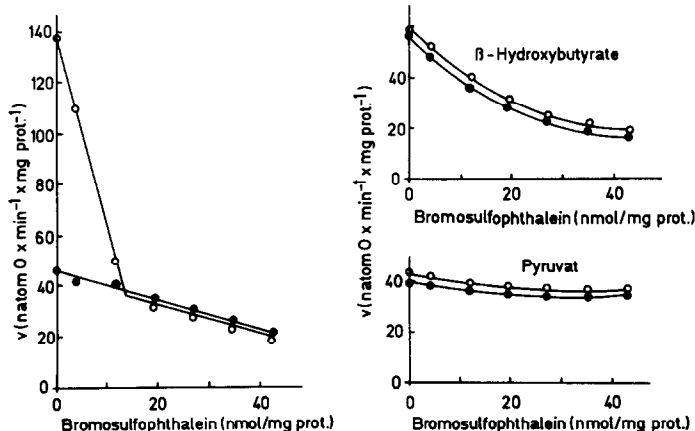 v (natom O x min⁻¹ x mg prot.⁻¹)
140
120
100
80
60
40
20
0
0 20 40
Bromosulfophthalein (nmol/mg prot.)
v (natom O x min⁻¹ x mg prot.⁻¹)
ß-Hydroxybutyrate
40
20
0
0 20 40
Bromosulfophthalein (nmol/mg prot.)
Pyruvat
40
20
0
0 20 40
Bromosulfophthalein (nmol/mg prot.)